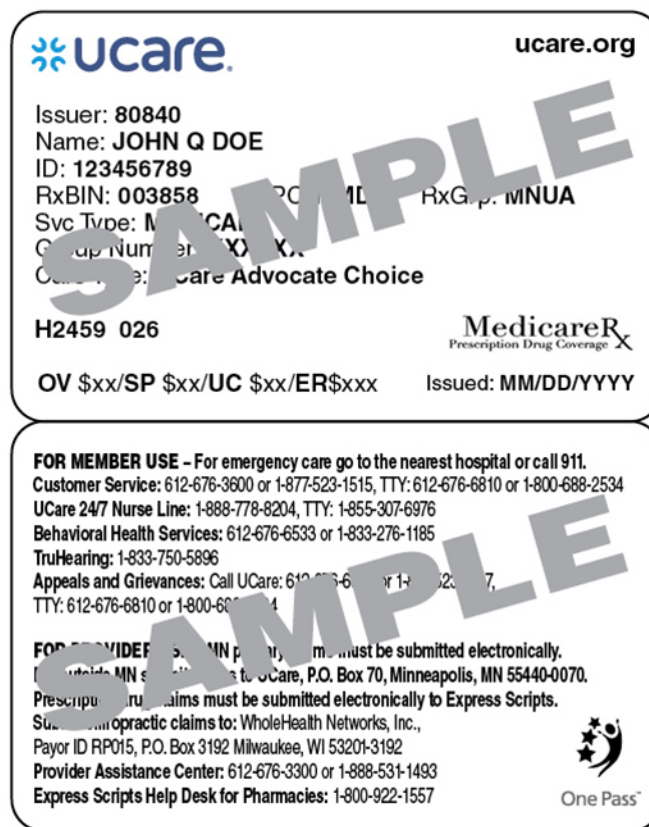 ucare.
ucare.org
Issuer: 80840
Name: JOHN Q DOE
ID: 123456789
RxBIN: 003858 RxGrp: MNUA
Svc Type:
Group Number
Care Advocate Choice
H2459 026
MedicareRx
Prescription Drug Coverage
OV $xx/SP $xx/UC $xx/ER$xxx
Issued: MM/DD/YYYY
SAMPLE
FOR MEMBER USE – For emergency care go to the nearest hospital or call 911.
Customer Service: 612-676-3600 or 1-877-523-1515, TTY: 612-676-6810 or 1-800-688-2534
UCare 24/7 Nurse Line: 1-888-778-8204, TTY: 1-855-307-6976
Behavioral Health Services: 612-676-6533 or 1-833-276-1185
TruHearing: 1-833-750-5896
Appeals and Grievances: Call UCare:
TTY: 612-676-6810 or
FOR PROVIDER MN must be submitted electronically.
MN to UCare, P.O. Box 70, Minneapolis, MN 55440-0070.
Prescription claims must be submitted electronically to Express Scripts.
claims to: WholeHealth Networks, Inc.,
Payor ID RP015, P.O. Box 3192 Milwaukee, WI 53201-3192
Provider Assistance Center: 612-676-3300 or 1-888-531-1493
Express Scripts Help Desk for Pharmacies: 1-800-922-1557
One Pass™
SAMPLE